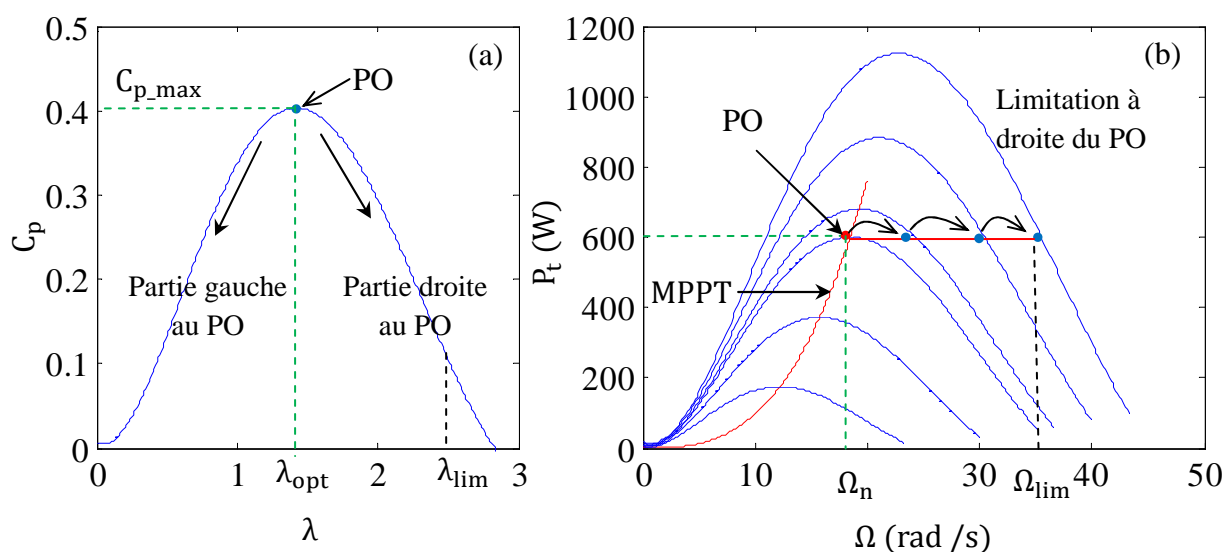 (a)
0.5
0.4
0.3
0.2
0.1
0
C_p
C_p_max
PO
Partie gauche
au PO
Partie droite
au PO
0
1
λ_opt
2
λ_lim
3
λ
(b)
1200
1000
800
600
400
200
0
P_t (W)
PO
MPPT
Limitation à
droite du PO
0
10
Ω_n
20
30
Ω_lim
40
50
Ω (rad /s)